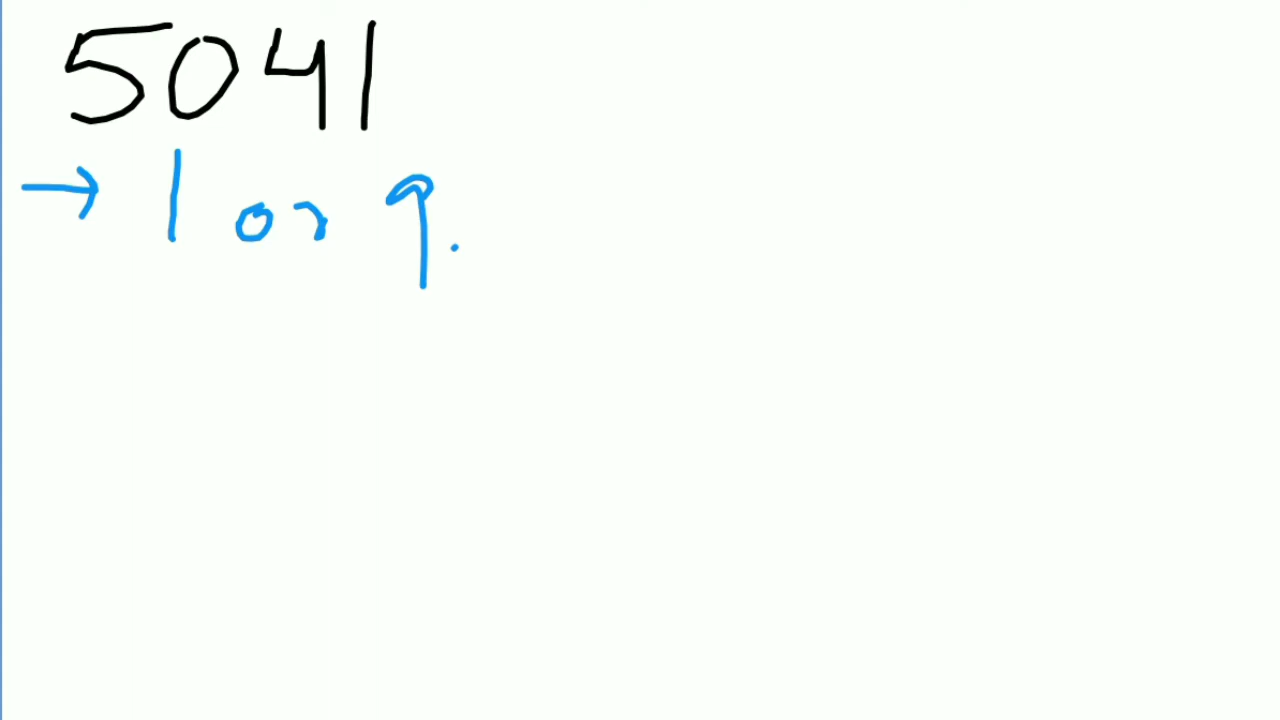 5041
→ 1 or 9.